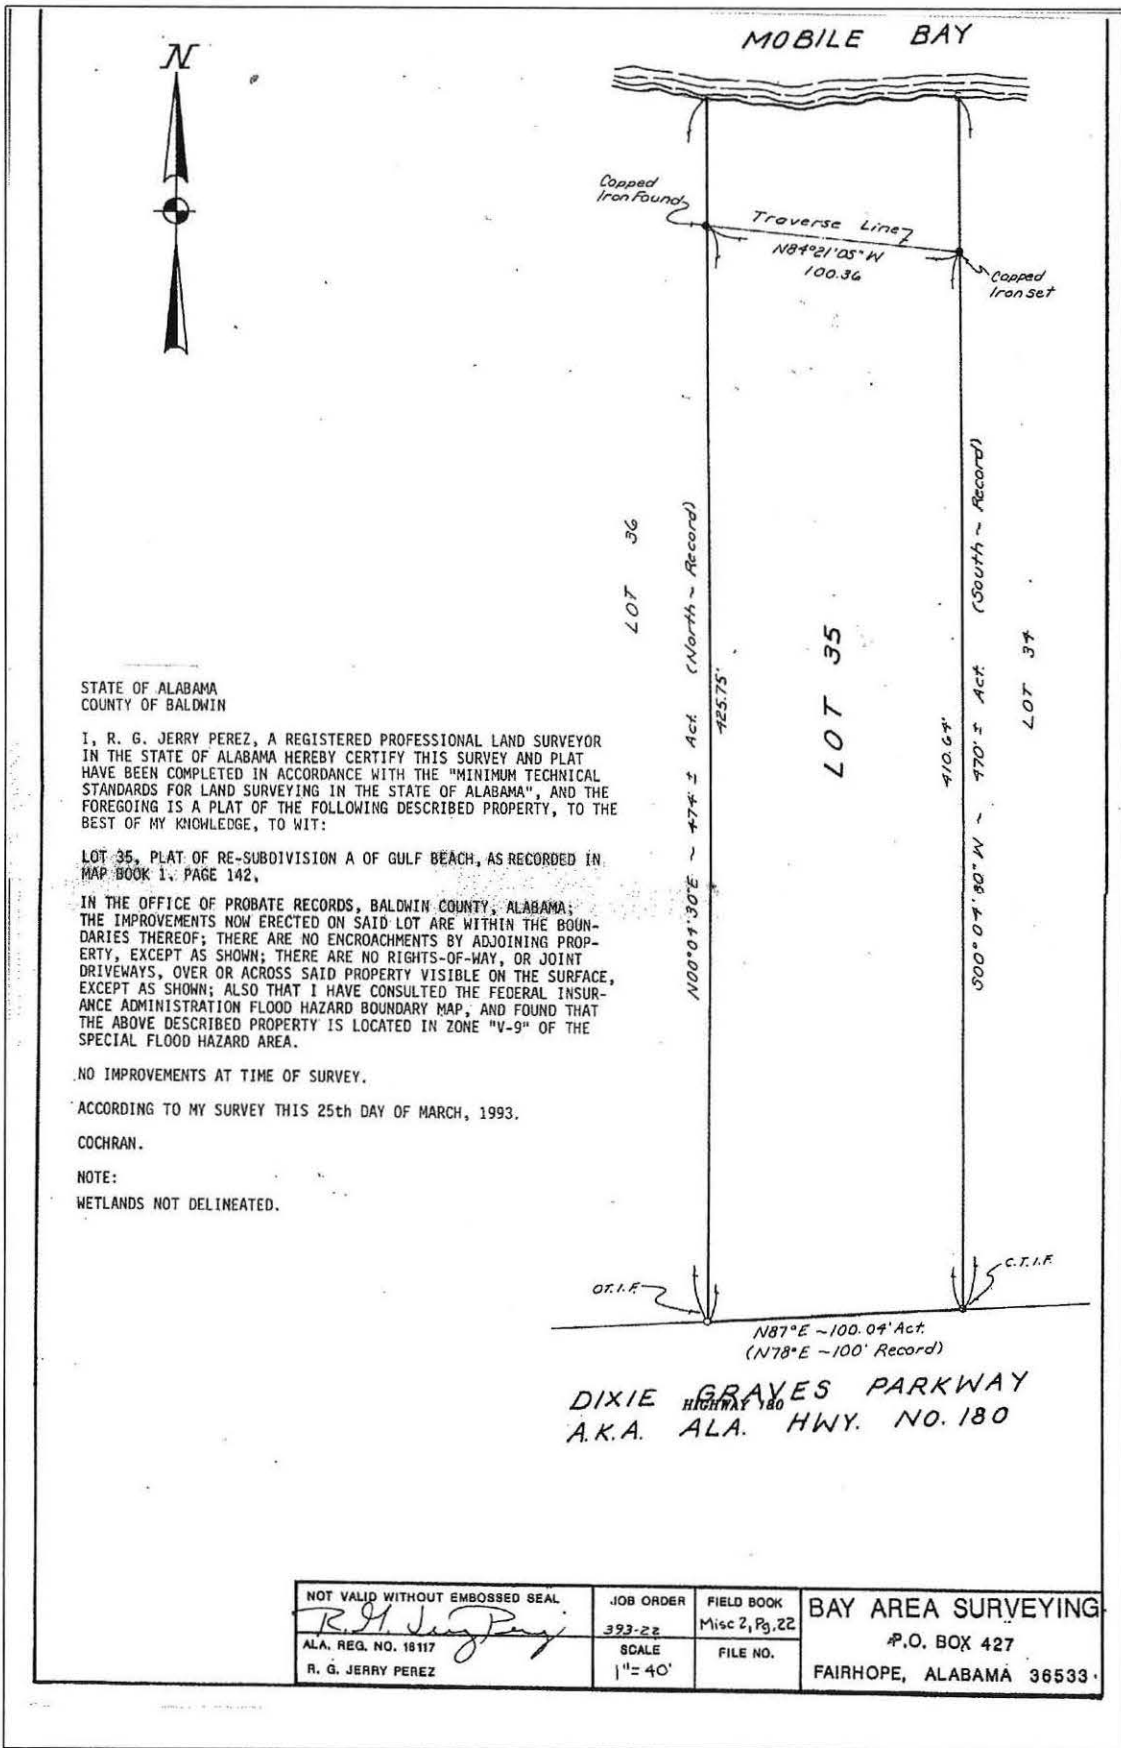 N
MOBILE BAY
Capped
Iron Found
Traverse Line
N84°21'05"W
100.36
Capped
Iron set
LOT 36
N00°04'30"E ~ 474' ± Act. (North ~ Record)
425.75'
LOT 35
410.64'
S00°04'30"W ~ 470' ± Act. (South ~ Record)
LOT 34
STATE OF ALABAMA
COUNTY OF BALDWIN
I, R. G. JERRY PEREZ, A REGISTERED PROFESSIONAL LAND SURVEYOR
IN THE STATE OF ALABAMA HEREBY CERTIFY THIS SURVEY AND PLAT
HAVE BEEN COMPLETED IN ACCORDANCE WITH THE "MINIMUM TECHNICAL
STANDARDS FOR LAND SURVEYING IN THE STATE OF ALABAMA", AND THE
FOREGOING IS A PLAT OF THE FOLLOWING DESCRIBED PROPERTY, TO THE
BEST OF MY KNOWLEDGE, TO WIT:
LOT 35, PLAT OF RE-SUBDIVISION A OF GULF BEACH, AS RECORDED IN
MAP BOOK 1, PAGE 142,
IN THE OFFICE OF PROBATE RECORDS, BALDWIN COUNTY, ALABAMA;
THE IMPROVEMENTS NOW ERECTED ON SAID LOT ARE WITHIN THE BOUN-
DARIES THEREOF; THERE ARE NO ENCROACHMENTS BY ADJOINING PROP-
ERTY, EXCEPT AS SHOWN; THERE ARE NO RIGHTS-OF-WAY, OR JOINT
DRIVEWAYS, OVER OR ACROSS SAID PROPERTY VISIBLE ON THE SURFACE,
EXCEPT AS SHOWN; ALSO THAT I HAVE CONSULTED THE FEDERAL INSUR-
ANCE ADMINISTRATION FLOOD HAZARD BOUNDARY MAP, AND FOUND THAT
THE ABOVE DESCRIBED PROPERTY IS LOCATED IN ZONE "V-9" OF THE
SPECIAL FLOOD HAZARD AREA.
NO IMPROVEMENTS AT TIME OF SURVEY.
ACCORDING TO MY SURVEY THIS 25th DAY OF MARCH, 1993.
COCHRAN.
NOTE:
WETLANDS NOT DELINEATED.
O.T.I.F.
C.T.I.F.
N87°E ~100.04' Act.
(N78°E ~100' Record)
DIXIE GRAVES PARKWAY
HIGHWAY 180
A.K.A. ALA. HWY. NO. 180
NOT VALID WITHOUT EMBOSSED SEAL
R. G. Jerry Perez
ALA. REG. NO. 16117
R. G. JERRY PEREZ
JOB ORDER
393-22
SCALE
1"=40'
FIELD BOOK
Misc 2, Pg. 22
FILE NO.
BAY AREA SURVEYING
P.O. BOX 427
FAIRHOPE, ALABAMA 36533